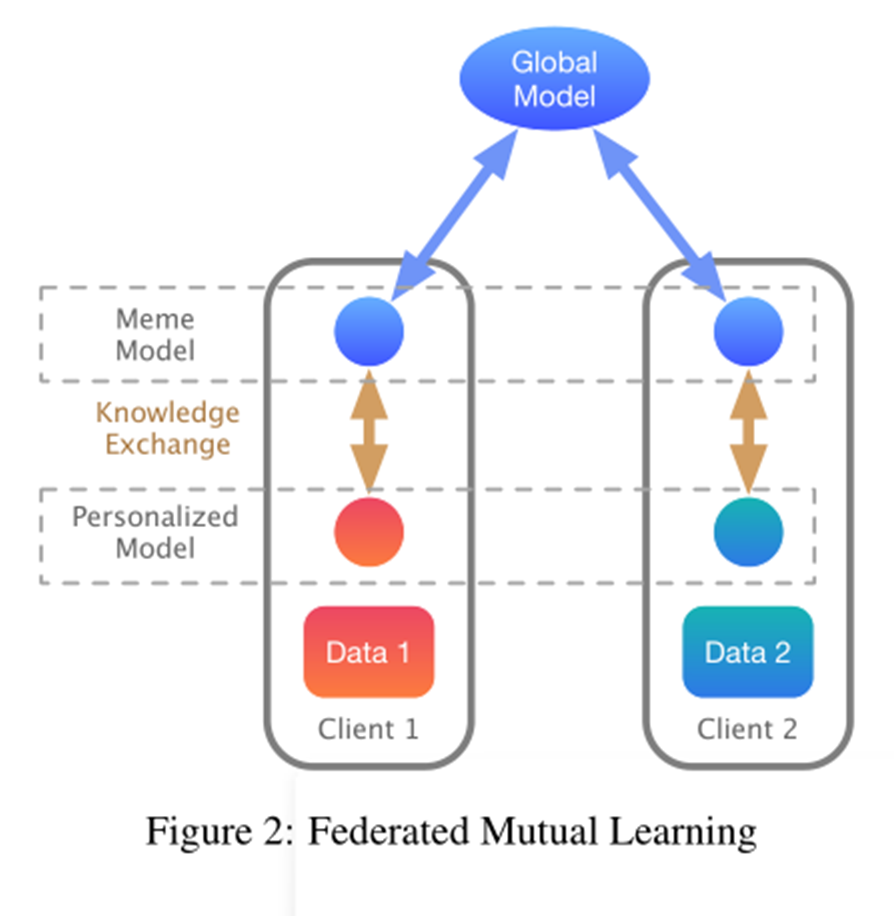 Global
Model
Meme
Model
Knowledge
Exchange
Personalized
Model
Data 1
Data 2
Client 1
Client 2
Figure 2: Federated Mutual Learning